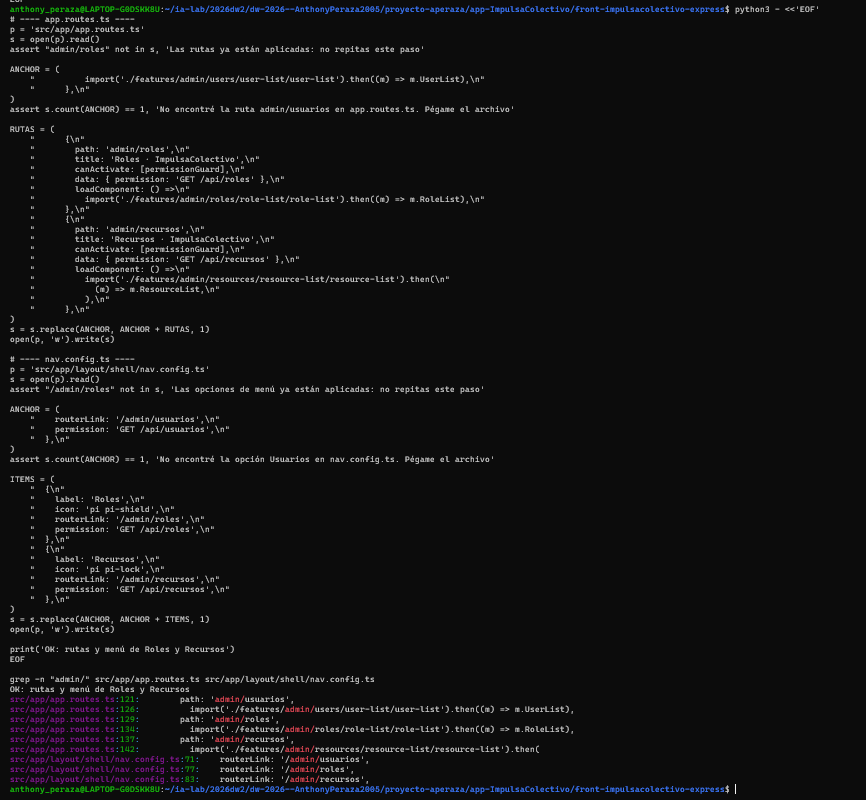 EOF
anthony_peraza@LAPTOP-G0DSKK8U:~/ia-lab/2026dw2/dw-2026--AnthonyPeraza2005/proyecto-aperaza/app-ImpulsaColectivo/front-impulsacolectivo-express$ python3 - <<'EOF'
# ---- app.routes.ts ----
p = 'src/app/app.routes.ts'
s = open(p).read()
assert "admin/roles" not in s, 'Las rutas ya están aplicadas: no repitas este paso'

ANCHOR = (
    "          import('./features/admin/users/user-list/user-list').then((m) => m.UserList),\n"
    "      },\n"
)
assert s.count(ANCHOR) == 1, 'No encontré la ruta admin/usuarios en app.routes.ts. Pégame el archivo'

RUTAS = (
    "      {\n"
    "        path: 'admin/roles',\n"
    "        title: 'Roles · ImpulsaColectivo',\n"
    "        canActivate: [permissionGuard],\n"
    "        data: { permission: 'GET /api/roles' },\n"
    "        loadComponent: () =>\n"
    "          import('./features/admin/roles/role-list/role-list').then((m) => m.RoleList),\n"
    "      },\n"
    "      {\n"
    "        path: 'admin/recursos',\n"
    "        title: 'Recursos · ImpulsaColectivo',\n"
    "        canActivate: [permissionGuard],\n"
    "        data: { permission: 'GET /api/recursos' },\n"
    "        loadComponent: () =>\n"
    "          import('./features/admin/resources/resource-list/resource-list').then(\n"
    "            (m) => m.ResourceList,\n"
    "          ),\n"
    "      },\n"
)
s = s.replace(ANCHOR, ANCHOR + RUTAS, 1)
open(p, 'w').write(s)

# ---- nav.config.ts ----
p = 'src/app/layout/shell/nav.config.ts'
s = open(p).read()
assert "/admin/roles" not in s, 'Las opciones de menú ya están aplicadas: no repitas este paso'

ANCHOR = (
    "    routerLink: '/admin/usuarios',\n"
    "    permission: 'GET /api/usuarios',\n"
    "  },\n"
)
assert s.count(ANCHOR) == 1, 'No encontré la opción Usuarios en nav.config.ts. Pégame el archivo'

ITEMS = (
    "  {\n"
    "    label: 'Roles',\n"
    "    icon: 'pi pi-shield',\n"
    "    routerLink: '/admin/roles',\n"
    "    permission: 'GET /api/roles',\n"
    "  },\n"
    "  {\n"
    "    label: 'Recursos',\n"
    "    icon: 'pi pi-lock',\n"
    "    routerLink: '/admin/recursos',\n"
    "    permission: 'GET /api/recursos',\n"
    "  },\n"
)
s = s.replace(ANCHOR, ANCHOR + ITEMS, 1)
open(p, 'w').write(s)

print('OK: rutas y menú de Roles y Recursos')
EOF

grep -n "admin/" src/app/app.routes.ts src/app/layout/shell/nav.config.ts
OK: rutas y menú de Roles y Recursos
src/app/app.routes.ts:121:        path: 'admin/usuarios',
src/app/app.routes.ts:126:          import('./features/admin/users/user-list/user-list').then((m) => m.UserList),
src/app/app.routes.ts:129:        path: 'admin/roles',
src/app/app.routes.ts:134:          import('./features/admin/roles/role-list/role-list').then((m) => m.RoleList),
src/app/app.routes.ts:137:        path: 'admin/recursos',
src/app/app.routes.ts:142:          import('./features/admin/resources/resource-list/resource-list').then(
src/app/layout/shell/nav.config.ts:71:    routerLink: '/admin/usuarios',
src/app/layout/shell/nav.config.ts:77:    routerLink: '/admin/roles',
src/app/layout/shell/nav.config.ts:83:    routerLink: '/admin/recursos',
anthony_peraza@LAPTOP-G0DSKK8U:~/ia-lab/2026dw2/dw-2026--AnthonyPeraza2005/proyecto-aperaza/app-ImpulsaColectivo/front-impulsacolectivo-express$